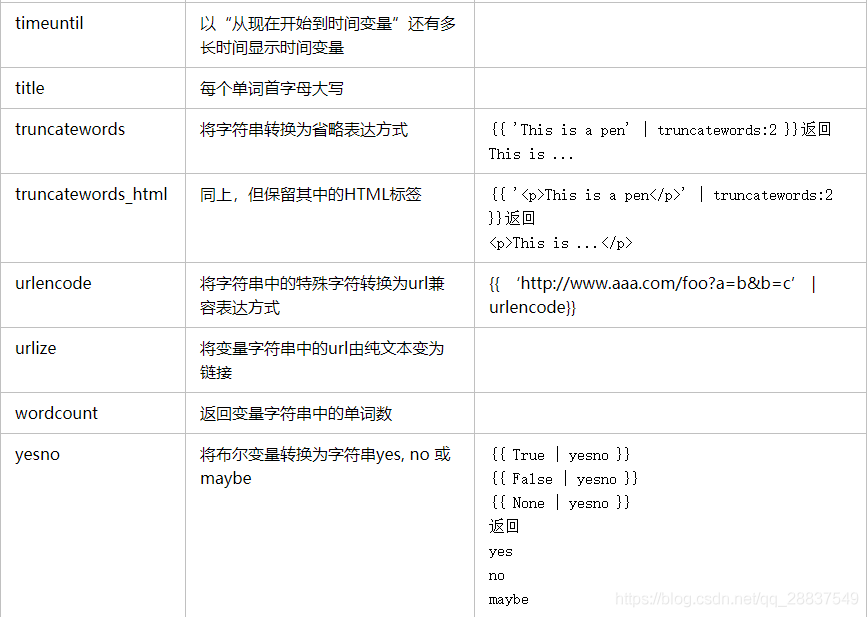 timeuntil
以“从现在开始到时间变量”还有多
长时间显示时间变量
title
每个单词首字母大写
truncatewords
将字符串转换为省略表达方式
{{ 'This is a pen' | truncatewords:2 }}返回
This is ...
truncatewords_html
同上，但保留其中的HTML标签
{{ '<p>This is a pen</p>' | truncatewords:2
}}返回
<p>This is ...</p>
urlencode
将字符串中的特殊字符转换为url兼
容表达方式
{{ ‘http://www.aaa.com/foo?a=b&b=c’ |
urlencode}}
urlize
将变量字符串中的url由纯文本变为
链接
wordcount
返回变量字符串中的单词数
yesno
将布尔变量转换为字符串yes, no 或
maybe
{{ True | yesno }}
{{ False | yesno }}
{{ None | yesno }}
返回
yes
no
maybe
https://blog.csdn.net/qq_28837549